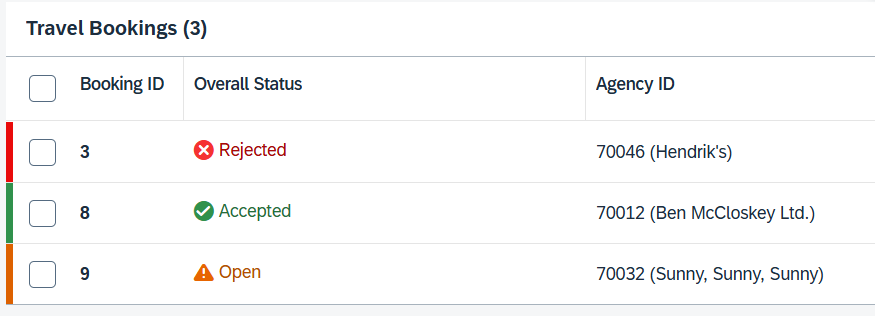 Travel Bookings (3)
Booking ID Overall Status Agency ID
3 Rejected 70046 (Hendrik's)
8 Accepted 70012 (Ben McCloskey Ltd.)
9 Open 70032 (Sunny, Sunny, Sunny)